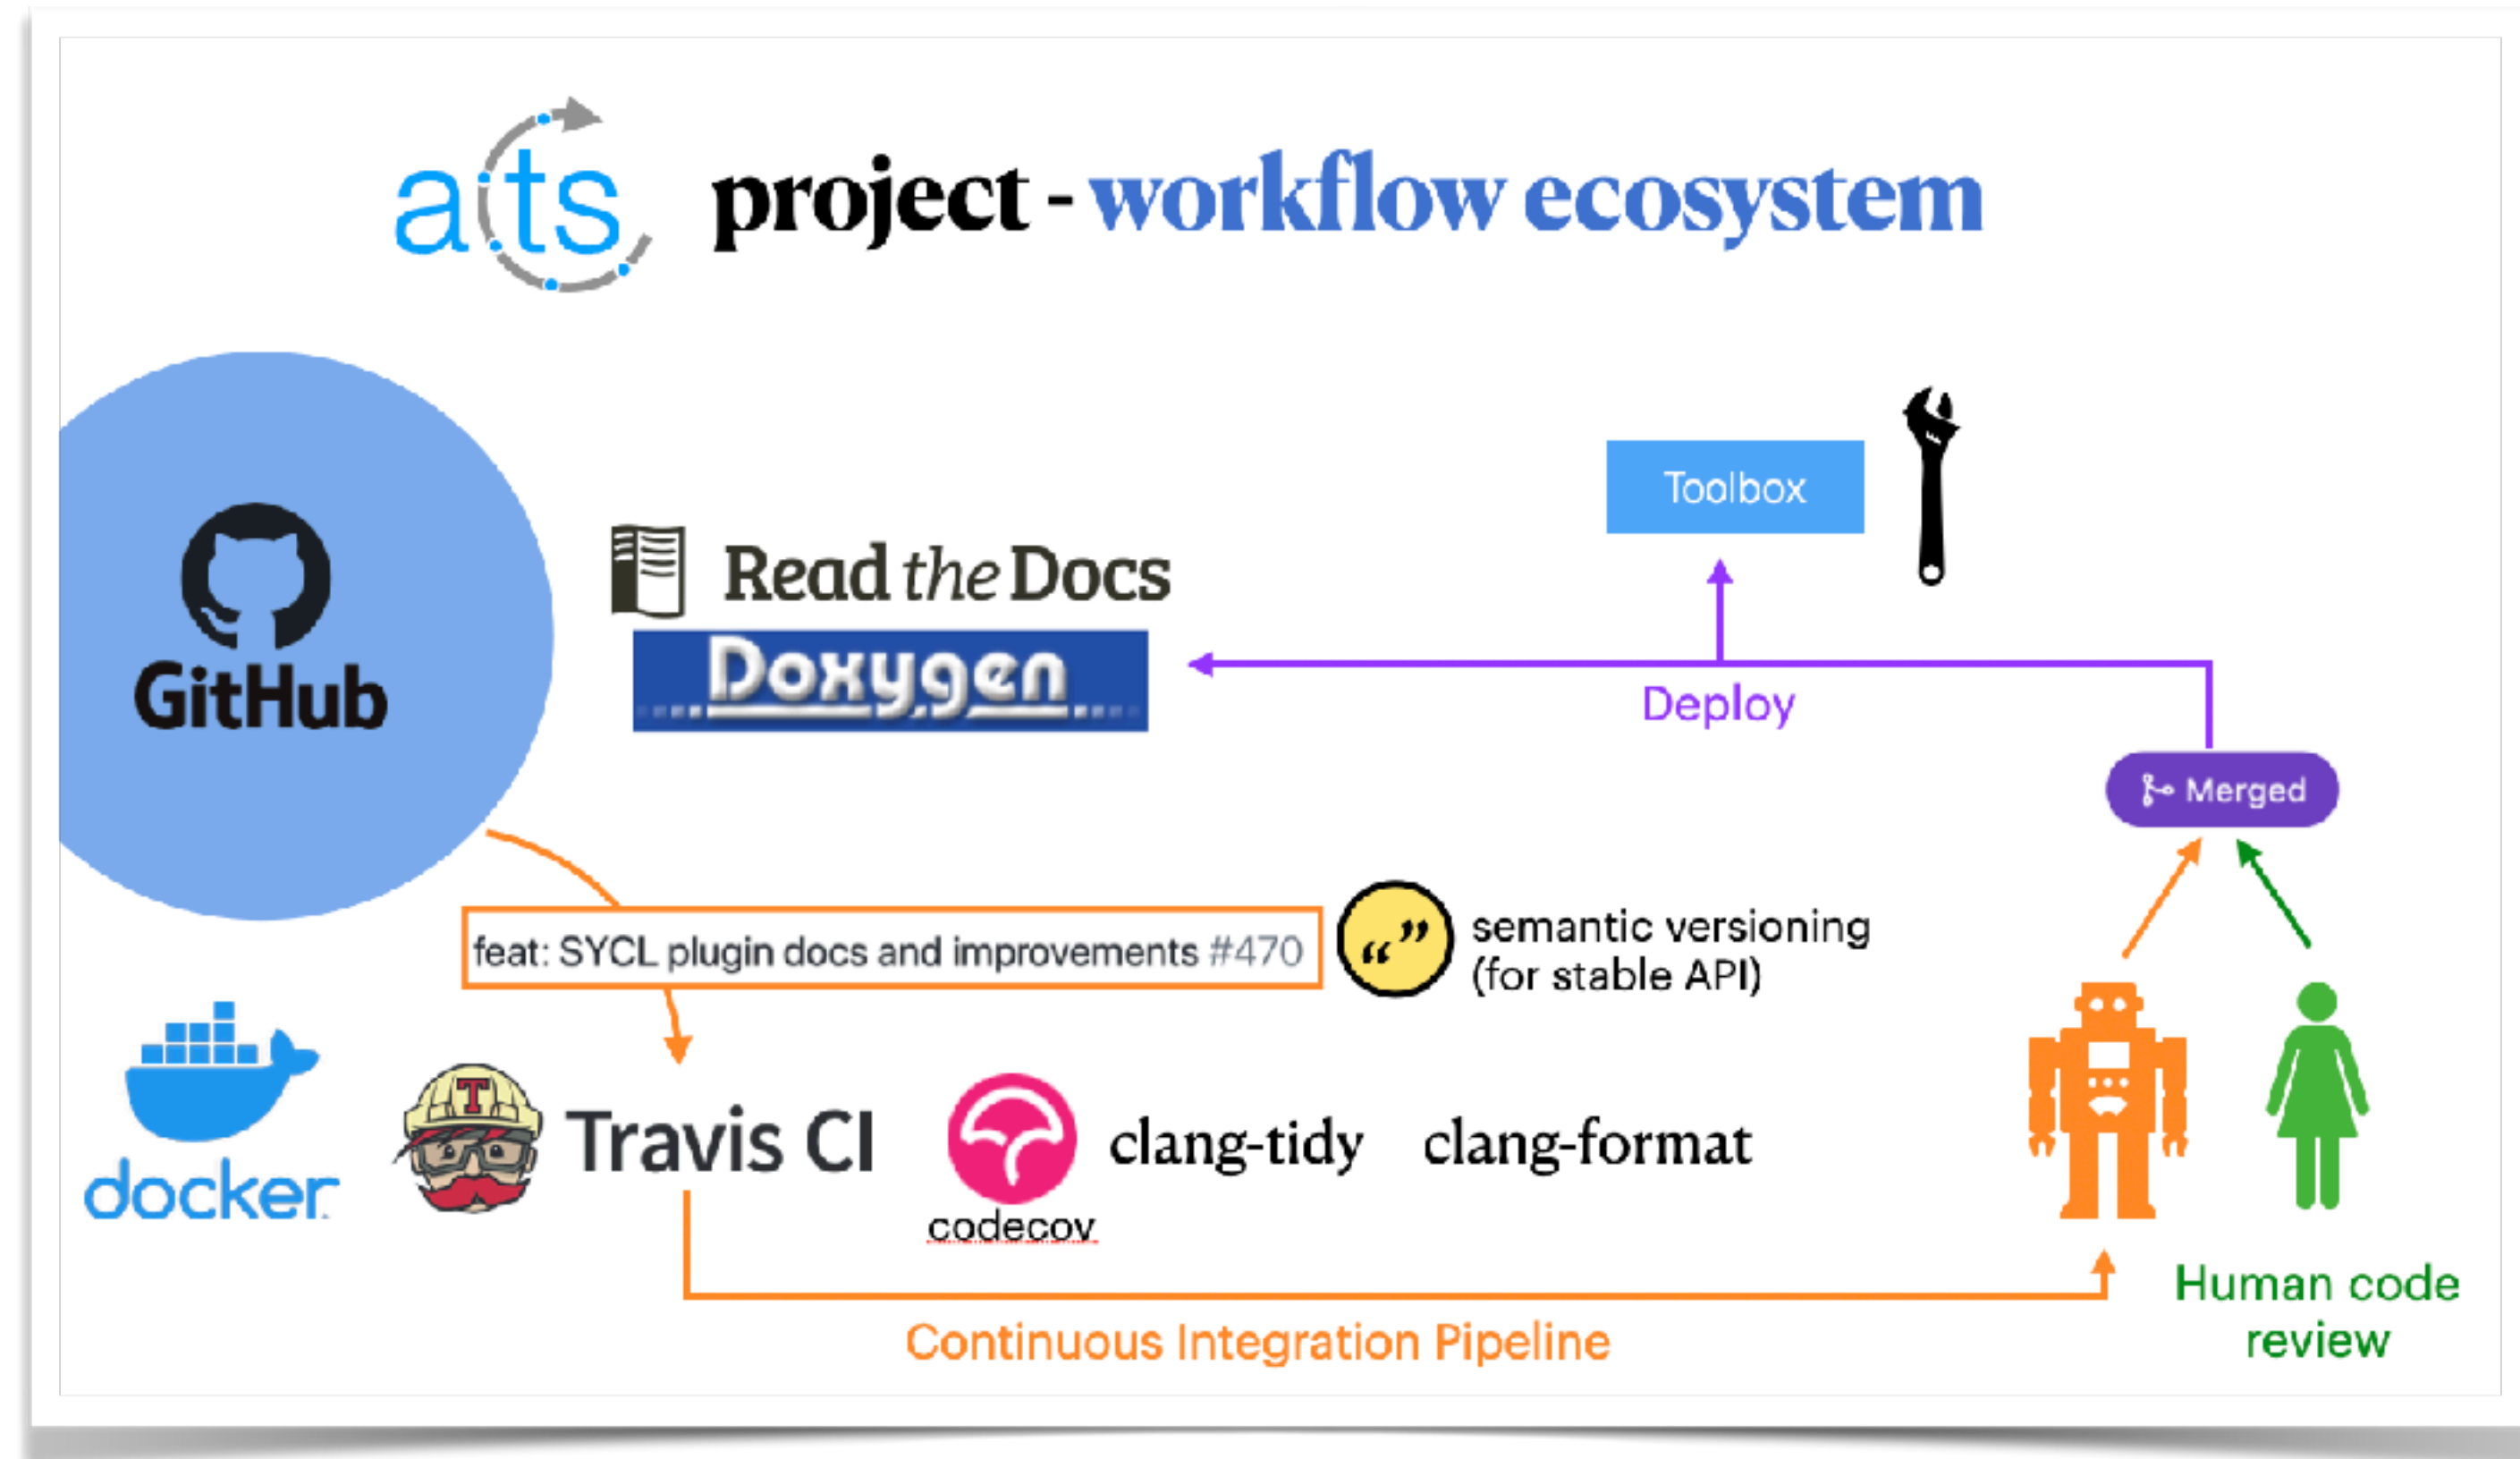 acts project - workflow ecosystem
Toolbox
Read the Docs
Doxygen
GitHub
Deploy
Merged
feat: SYCL plugin docs and improvements #470
“”
semantic versioning
(for stable API)
docker
T
Travis CI
codecov
clang-tidy clang-format
Human code
review
Continuous Integration Pipeline